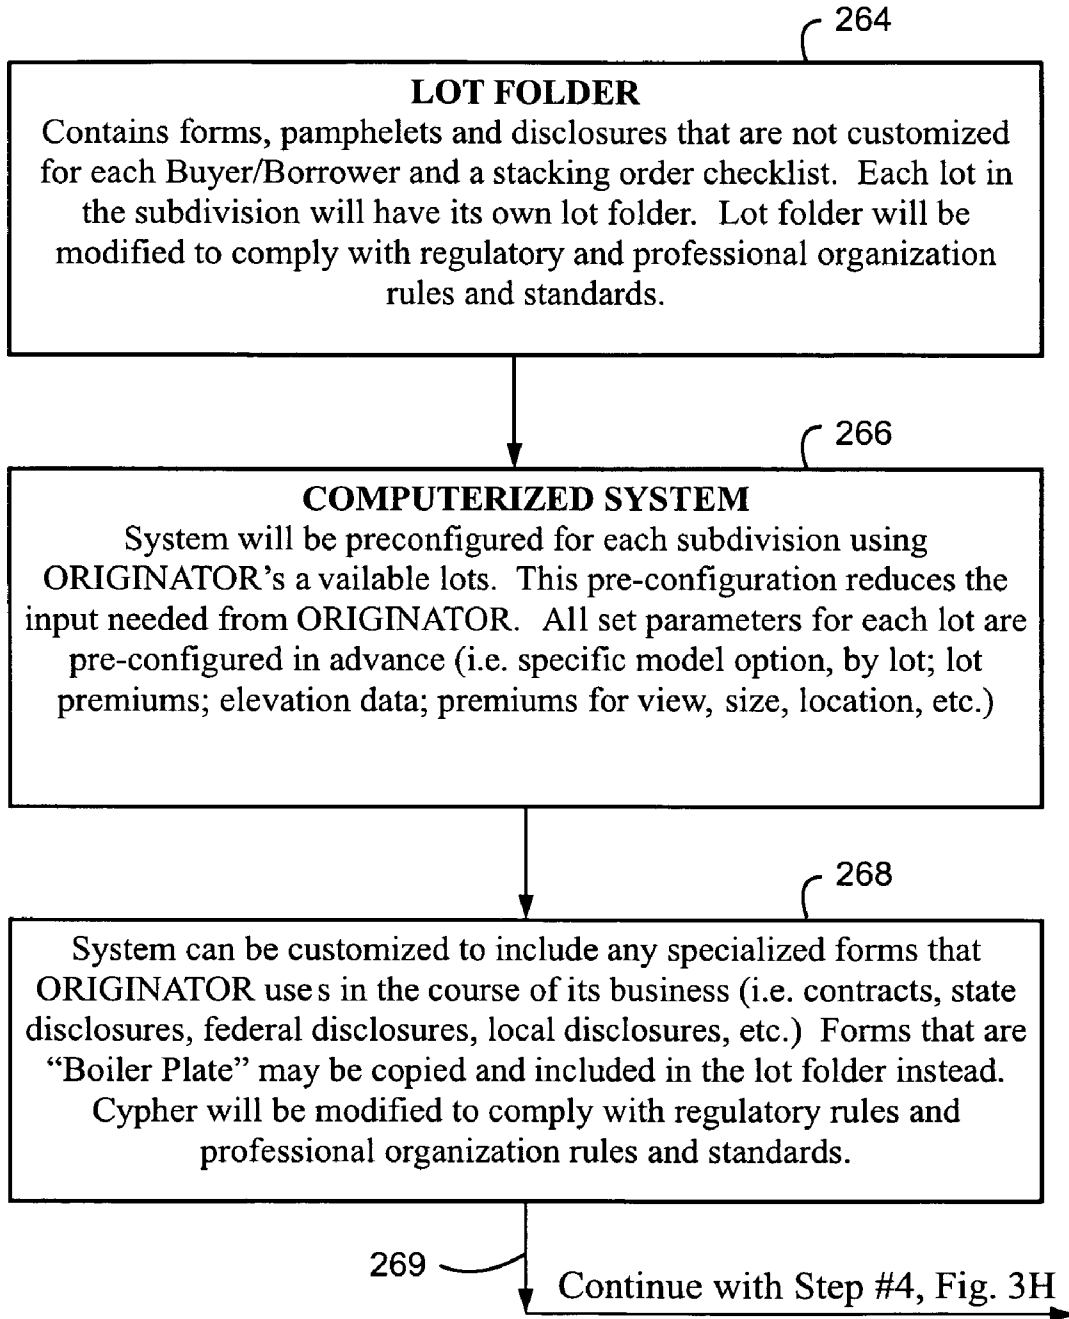 264
LOT FOLDER
Contains forms, pamphelets and disclosures that are not customized
for each Buyer/Borrower and a stacking order checklist.  Each lot in
the subdivision will have its own lot folder.  Lot folder will be
modified to comply with regulatory and professional organization
rules and standards.
266
COMPUTERIZED SYSTEM
System will be preconfigured for each subdivision using
ORIGINATOR's a vailable lots.  This pre-configuration reduces the
input needed from ORIGINATOR.  All set parameters for each lot are
pre-configured in advance (i.e. specific model option, by lot; lot
premiums; elevation data; premiums for view, size, location, etc.)
268
System can be customized to include any specialized forms that
ORIGINATOR uses in the course of its business (i.e. contracts, state
disclosures, federal disclosures, local disclosures, etc.)  Forms that are
“Boiler Plate” may be copied and included in the lot folder instead.
Cypher will be modified to comply with regulatory rules and
professional organization rules and standards.
269
Continue with Step #4, Fig. 3H